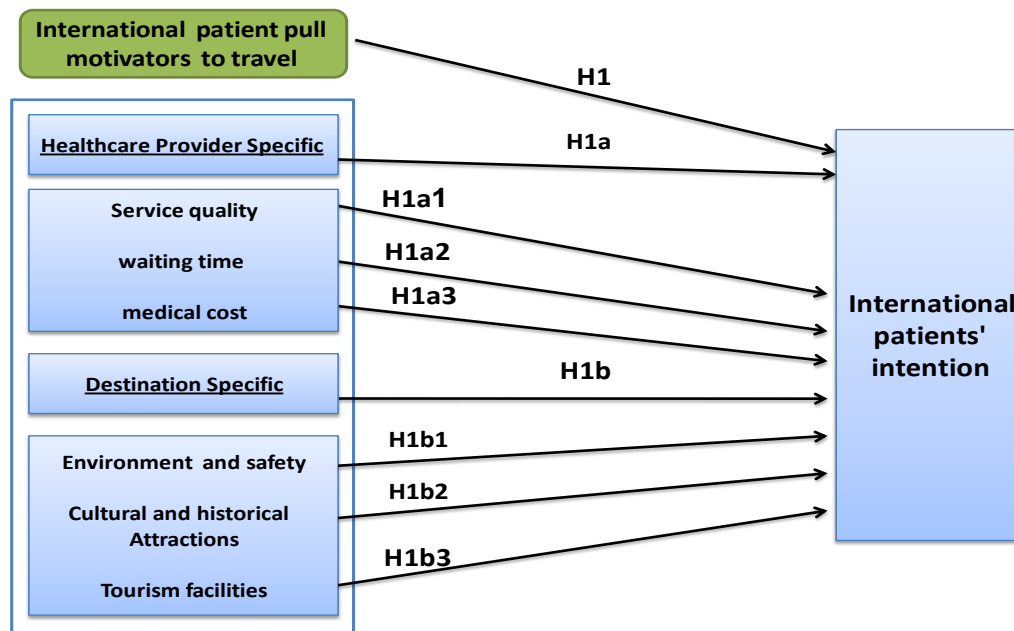 International patient pull
motivators to travel
H1
Healthcare Provider Specific
H1a
Service quality
H1a1
waiting time
H1a2
medical cost
H1a3
International
patients'
intention
Destination Specific
H1b
Environment and safety
H1b1
Cultural and historical
Attractions
H1b2
Tourism facilities
H1b3